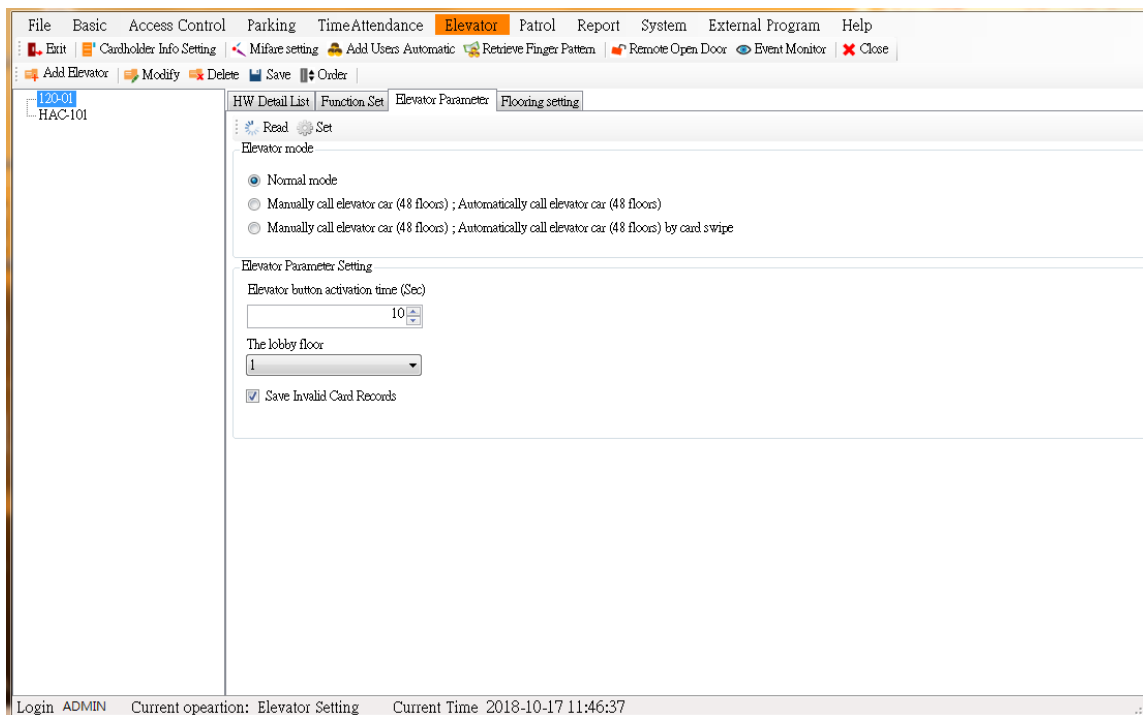 File Basic Access Control Parking TimeAttendance Elevator Patrol Report System External Program Help
Exit Cardholder Info Setting Mifare setting Add Users Automatic Retrieve Finger Pattern Remote Open Door Event Monitor Close
Add Elevator Modify Delete Save Order
120-01
HAC-101
HW Detail List Function Set Elevator Parameter Flooring setting
Read Set
Elevator mode
Normal mode
Manually call elevator car (48 floors) ; Automatically call elevator car (48 floors)
Manually call elevator car (48 floors) ; Automatically call elevator car (48 floors) by card swipe
Elevator Parameter Setting
Elevator button activation time (Sec)
10
The lobby floor
1
Save Invalid Card Records
Login ADMIN Current opeartion: Elevator Setting Current Time 2018-10-17 11:46:37